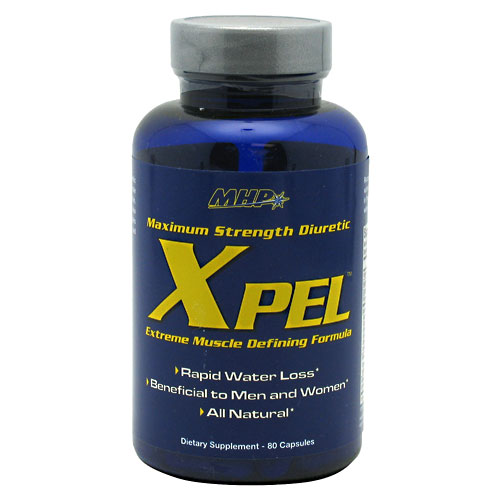 MHP
Maximum Strength Diuretic
XPEL™
Extreme Muscle Defining Formula
Rapid Water Loss*
Beneficial to Men and Women*
All Natural*
Dietary Supplement - 80 Capsules